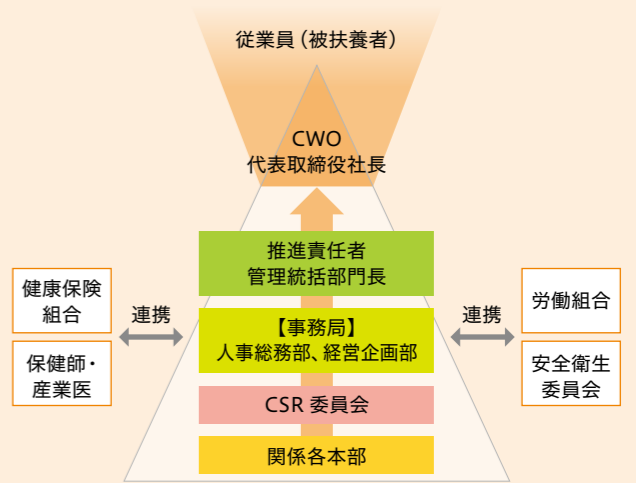 従業員（被扶養者）
CWO
代表取締役社長
推進責任者
管理統括部門長
健康保険
組合
保健師・
産業医
連携
【事務局】
人事総務部、経営企画部
連携
労働組合
安全衛生
委員会
CSR 委員会
関係各本部